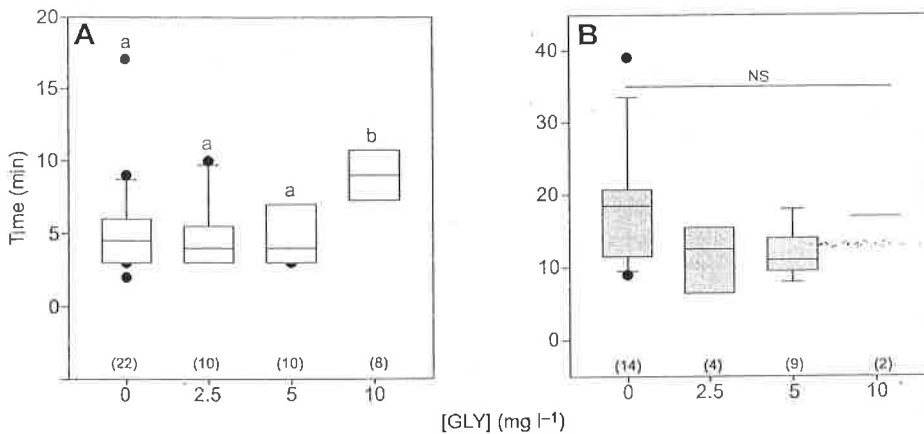 A
20
15
10
5
0
Time (min)
a
a
a
b
(22) (10) (10) (8)
0 2.5 5 10
B
40
30
20
10
0
NS
(14) (4) (9) (2)
0 2.5 5 10
[GLY] (mg l–1)